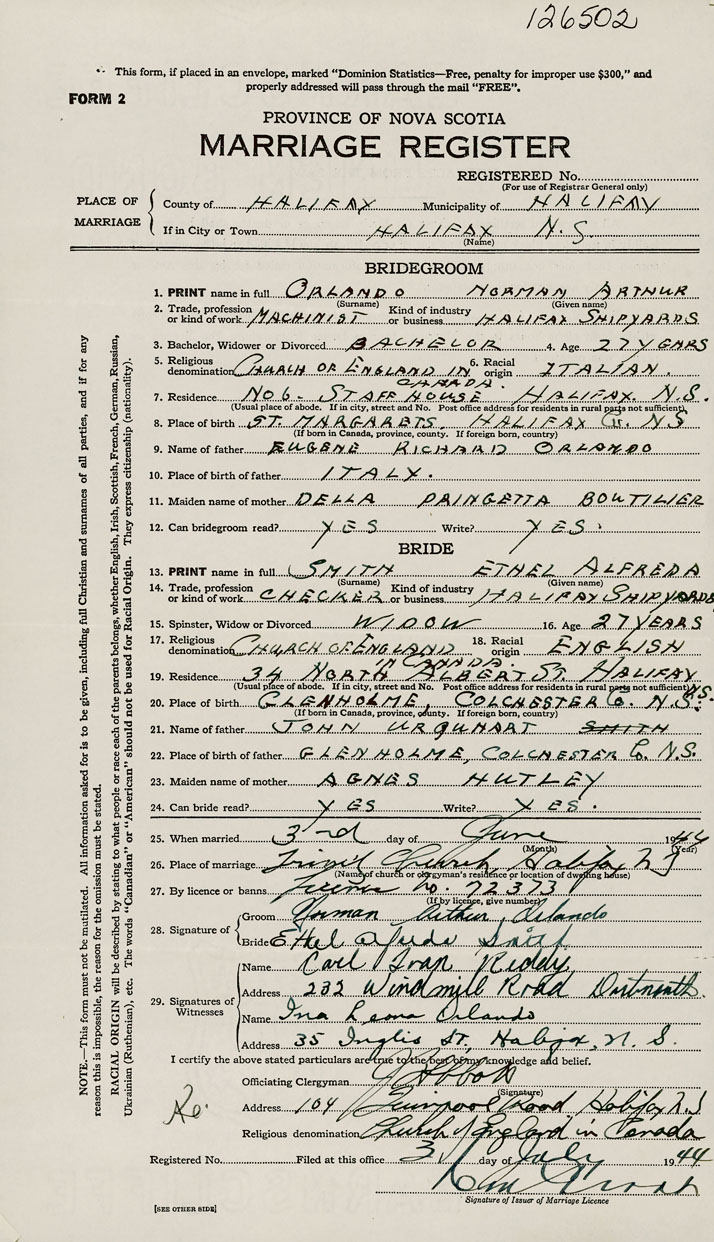 126502
This form, if placed in an envelope, marked "Dominion Statistics—Free, penalty for improper use $300," and
properly addressed will pass through the mail "FREE".
FORM 2
PROVINCE OF NOVA SCOTIA
MARRIAGE REGISTER
REGISTERED No.
(For use of Registrar General only)
PLACE OF MARRIAGE
County of HALIFAX Municipality of HALIFAX
If in City or Town HALIFAX N.S.
(Name)
BRIDEGROOM
1. PRINT name in full ORLANDO NORMAN ARTHUR
(Surname) (Given name)
2. Trade, profession or kind of work MACHINIST Kind of industry or business HALIFAX SHIPYARDS
3. Bachelor, Widower or Divorced BACHELOR 4. Age 27 YEARS
5. Religious denomination CHURCH OF ENGLAND IN CANADA. 6. Racial origin ITALIAN.
7. Residence NO 6. STAFF HOUSE HALIFAX. N.S.
(Usual place of abode. If in city, street and No. Post office address for residents in rural parts not sufficient)
8. Place of birth ST. MARGARETS. HALIFAX Co. NS
(If born in Canada, province, county. If foreign born, country)
9. Name of father EUGENE RICHARD ORLANDO
10. Place of birth of father ITALY.
11. Maiden name of mother DELLA PRINGETTA BOUTILIER
12. Can bridegroom read? YES Write? YES.
BRIDE
13. PRINT name in full SMITH ETHEL ALFREDA
(Surname) (Given name)
14. Trade, profession or kind of work CHECKER Kind of industry or business HALIFAX SHIPYARDS
15. Spinster, Widow or Divorced WIDOW 16. Age 27 YEARS
17. Religious denomination CHURCH OF ENGLAND IN CANADA. 18. Racial origin ENGLISH
19. Residence 34 NORTH ALBERT ST. HALIFAX N.S.
(Usual place of abode. If in city, street and No. Post office address for residents in rural parts not sufficient)
20. Place of birth GLENHOLME, COLCHESTER Co. N.S.
(If born in Canada, province, county. If foreign born, country)
21. Name of father JOHN URQUHART SMITH
22. Place of birth of father GLENHOLME, COLCHESTER Co. N.S.
23. Maiden name of mother AGNES HUTLEY
24. Can bride read? YES Write? YES.
25. When married 3rd day of June 1944
(Month) (Year)
26. Place of marriage Church, Halifax N S
(Name of church or clergyman's residence or location of dwelling house)
27. By licence or banns License No. 72373
(If by licence, give number)
28. Signature of
Groom Norman Arthur Orlando
Bride Ethel Alfreda Smith
29. Signatures of Witnesses
Name Carl Ivan Reddy
Address 232 Windmill Road Dartmouth.
Name Ina Leona Orlando
Address 35 Inglis St, Halifax, N. S.
I certify the above stated particulars are true to the best of my knowledge and belief.
Officiating Clergyman
(Signature)
Address 104 Liverpool Road Halifax N.S
Religious denomination Church of England in Canada
Registered No. Filed at this office 3 day of July 1944
Signature of Issuer of Marriage Licence
[SEE OTHER SIDE]
NOTE.—This form must not be mutilated. All information asked for is to be given, including full Christian and surnames of all parties, and if for any
reason this is impossible, the reason for the omission must be stated.
RACIAL ORIGIN will be described by stating to what people or race each of the parents belongs, whether English, Irish, Scottish, French, German, Russian,
Ukrainian (Ruthenian), etc. The words "Canadian" or "American" should not be used for Racial Origin. They express citizenship (nationality).